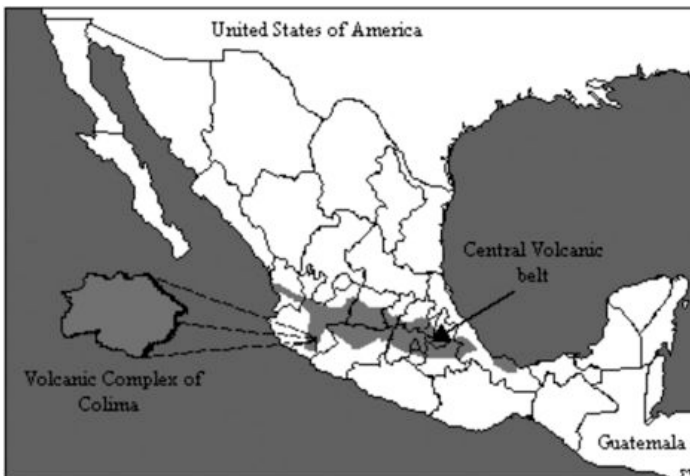 United States of America
Central Volcanic
belt
Volcanic Complex of
Colima
Guatemala